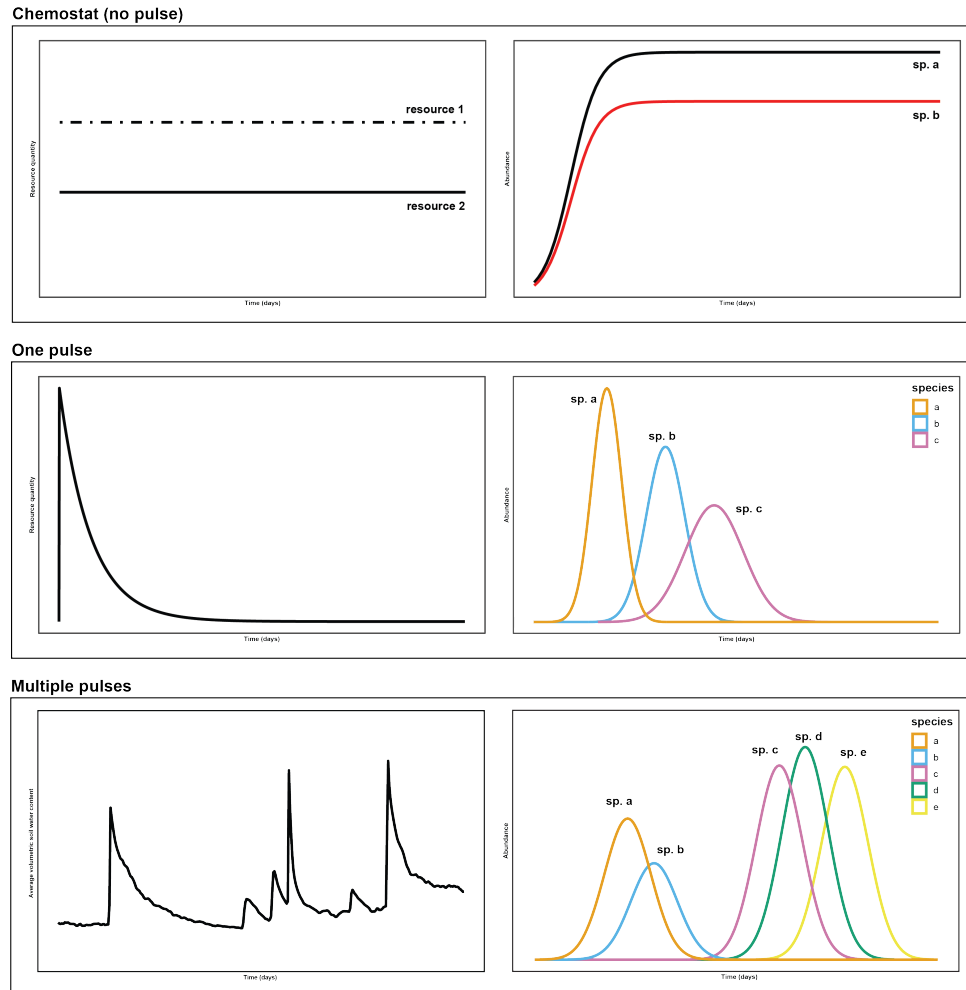 Chemostat (no pulse)
Resource quantity
resource 1
resource 2
Time (days)
Abundance
sp. a
sp. b
Time (days)
One pulse
Resource quantity
Time (days)
Abundance
sp. a
sp. b
sp. c
species
a
b
c
Time (days)
Multiple pulses
Average volumetric soil water content
Time (days)
Abundance
sp. a
sp. b
sp. c
sp. d
sp. e
species
a
b
c
d
e
Time (days)